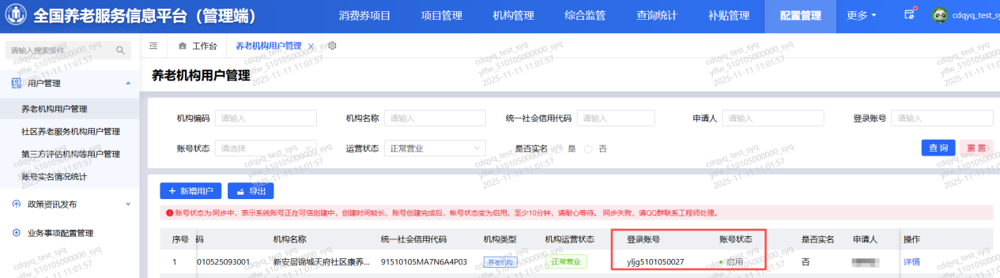 全国养老服务信息平台（管理端）
消费券项目 项目管理 机构管理 综合监管 查询统计 补贴管理 配置管理 更多 cdqyq_test_sy
请输入搜索条件
工作台 养老机构用户管理 ×
用户管理
养老机构用户管理
社区养老服务机构用户管理
第三方评估机构等用户管理
账号实名情况统计
政策资讯发布
业务事项配置管理
养老机构用户管理
机构编码 请输入 机构名称 请输入 统一社会信用代码 请输入 申请人 请输入 登录账号 请输入
账号状态 请选择 运营状态 正常营业 是否实名 是 否 查询 重置
+ 新增用户 导出
账号状态为:同步中，表示系统账号正在可信创建中，创建时间较长，账号创建完成后，帐号状态变为启用，至少10分钟，请耐心等待。 同步失败，请QQ群联系工程师处理。
序号 码 机构名称 统一社会信用代码 机构类型 机构运营状态 登录账号 账号状态 是否实名 申请人 操作
1 010525093001 新安居锦城天府社区康养... 91510105MA7N6A4P03 养老机构 正常营业 yljg5101050027 启用 否 详情
cdqyq_test_syq
ylfw_510105000000_syq
2025-11-11 11:01:57